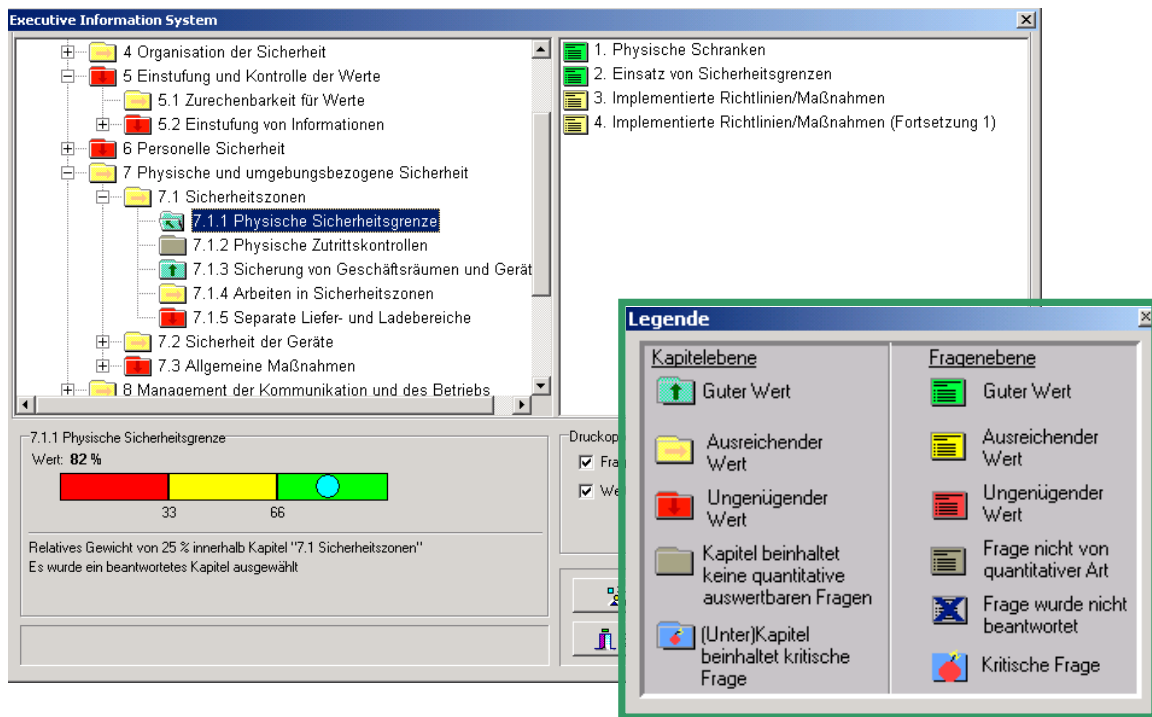 Executive Information System
4 Organisation der Sicherheit
5 Einstufung und Kontrolle der Werte
5.1 Zurechenbarkeit für Werte
5.2 Einstufung von Informationen
6 Personelle Sicherheit
7 Physische und umgebungsbezogene Sicherheit
7.1 Sicherheitszonen
7.1.1 Physische Sicherheitsgrenze
7.1.2 Physische Zutrittskontrollen
7.1.3 Sicherung von Geschäftsräumen und Gerät
7.1.4 Arbeiten in Sicherheitszonen
7.1.5 Separate Liefer- und Ladebereiche
7.2 Sicherheit der Geräte
7.3 Allgemeine Maßnahmen
8 Management der Kommunikation und des Betriebs
1. Physische Schranken
2. Einsatz von Sicherheitsgrenzen
3. Implementierte Richtlinien/Maßnahmen
4. Implementierte Richtlinien/Maßnahmen (Fortsetzung 1)
7.1.1 Physische Sicherheitsgrenze
Wert: 82 %
33 66
Relatives Gewicht von 25 % innerhalb Kapitel "7.1 Sicherheitszonen"
Es wurde ein beantwortetes Kapitel ausgewählt
Druckop
Fra
We
Legende
Kapitelebene
Guter Wert
Ausreichender
Wert
Ungenügender
Wert
Kapitel beinhaltet
keine quantitative
auswertbaren Fragen
(Unter)Kapitel
beinhaltet kritische
Frage
Fragenebene
Guter Wert
Ausreichender
Wert
Ungenügender
Wert
Frage nicht von
quantitativer Art
Frage wurde nicht
beantwortet
Kritische Frage